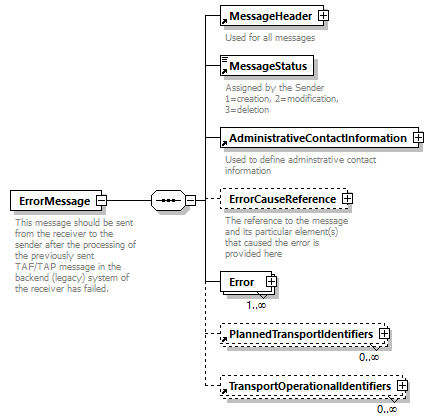 MessageHeader
Used for all messages
MessageStatus
Assigned by the Sender
1=creation, 2=modification,
3=deletion
AdministrativeContactInformation
Used to define adminstrative contact
information
ErrorMessage
This message should be sent
from the receiver to the
sender after the processing of
the previously sent
TAF/TAP message in the
backend (legacy) system of
the receiver has failed.
ErrorCauseReference
The reference to the message
and its particular element(s)
that caused the error is
provided here
Error
1..∞
PlannedTransportIdentifiers
0..∞
TransportOperationalIdentifiers
0..∞